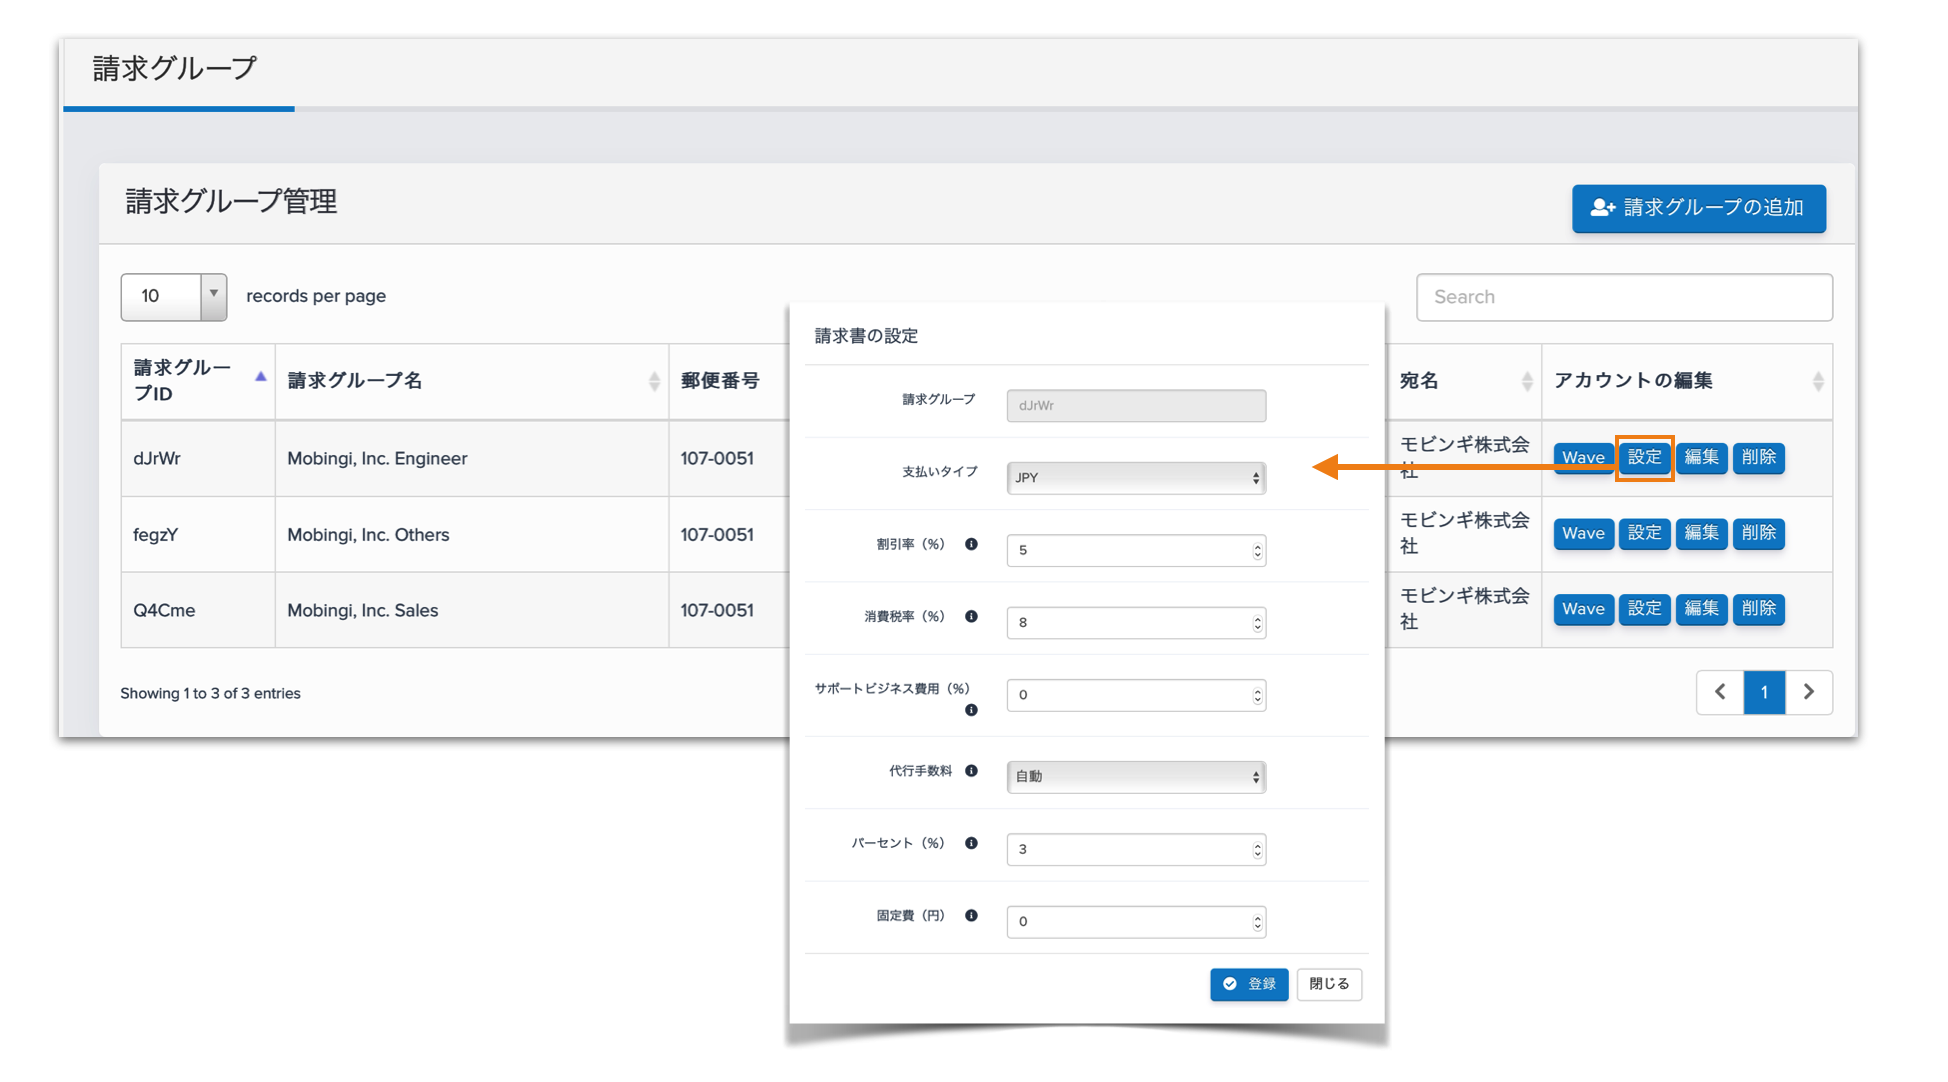 請求グループ
請求グループ管理
請求グループの追加
10 records per page
Search
請求グルー
プID
請求グループ名
郵便番号
宛名
アカウントの編集
dJrWr
Mobingi, Inc. Engineer
107-0051
モビンギ株式会
社
Wave 設定 編集 削除
fegzY
Mobingi, Inc. Others
107-0051
モビンギ株式会
社
Wave 設定 編集 削除
Q4Cme
Mobingi, Inc. Sales
107-0051
モビンギ株式会
社
Wave 設定 編集 削除
Showing 1 to 3 of 3 entries
1
請求書の設定
請求グループ dJrWr
支払いタイプ JPY
割引率（%） 5
消費税率（%） 8
サポートビジネス費用（%） 0
代行手数料 自動
パーセント（%） 3
固定費（円） 0
登録 閉じる